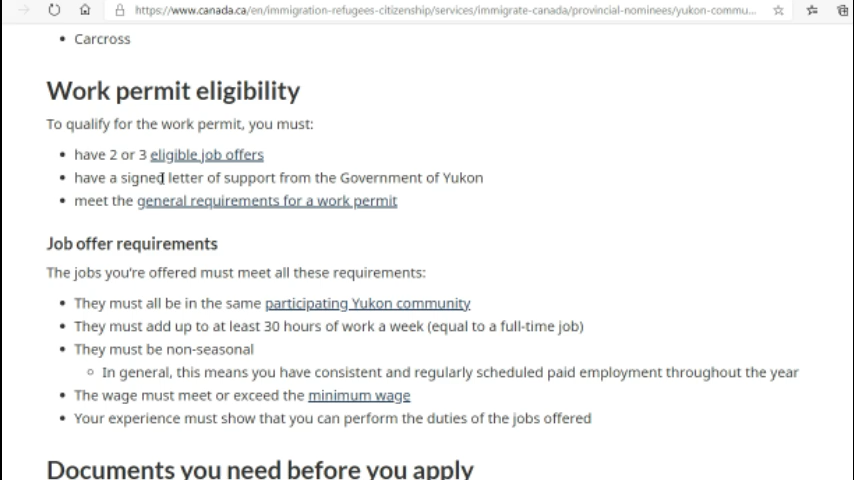 https://www.canada.ca/en/immigration-refugees-citizenship/services/immigrate-canada/provincial-nominees/yukon-commu...
Carcross
Work permit eligibility
To qualify for the work permit, you must:
have 2 or 3 eligible job offers
have a signed letter of support from the Government of Yukon
meet the general requirements for a work permit
Job offer requirements
The jobs you're offered must meet all these requirements:
They must all be in the same participating Yukon community
They must add up to at least 30 hours of work a week (equal to a full-time job)
They must be non-seasonal
In general, this means you have consistent and regularly scheduled paid employment throughout the year
The wage must meet or exceed the minimum wage
Your experience must show that you can perform the duties of the jobs offered
Documents you need before you apply